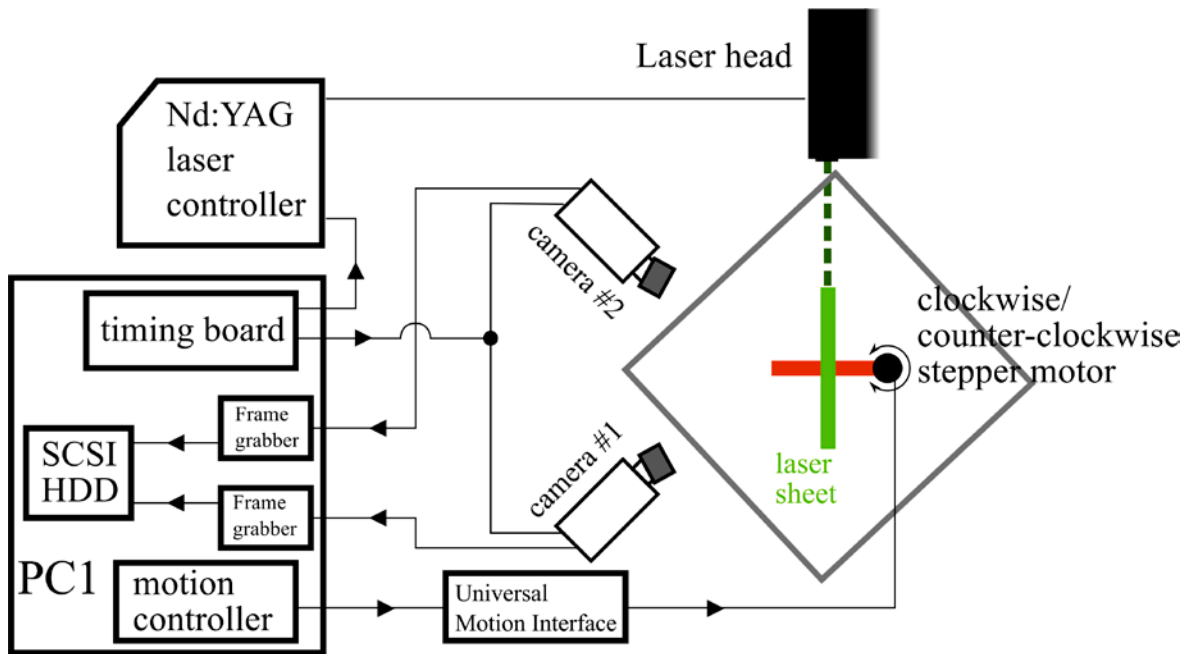 Laser head
Nd:YAG
laser
controller
camera #2
timing board
clockwise/
counter-clockwise
stepper motor
Frame
grabber
SCSI
HDD
camera #1
laser
sheet
Frame
grabber
PC1
motion
controller
Universal
Motion Interface